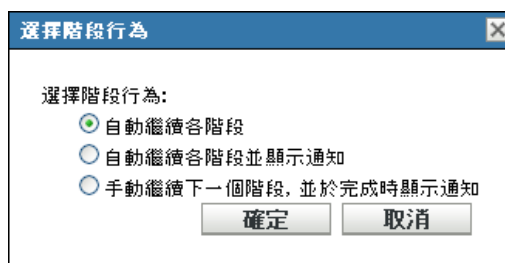 選擇階段行為
選擇階段行為:
自動繼續各階段
自動繼續各階段並顯示通知
手動繼續下一個階段, 並於完成時顯示通知
確定
取消